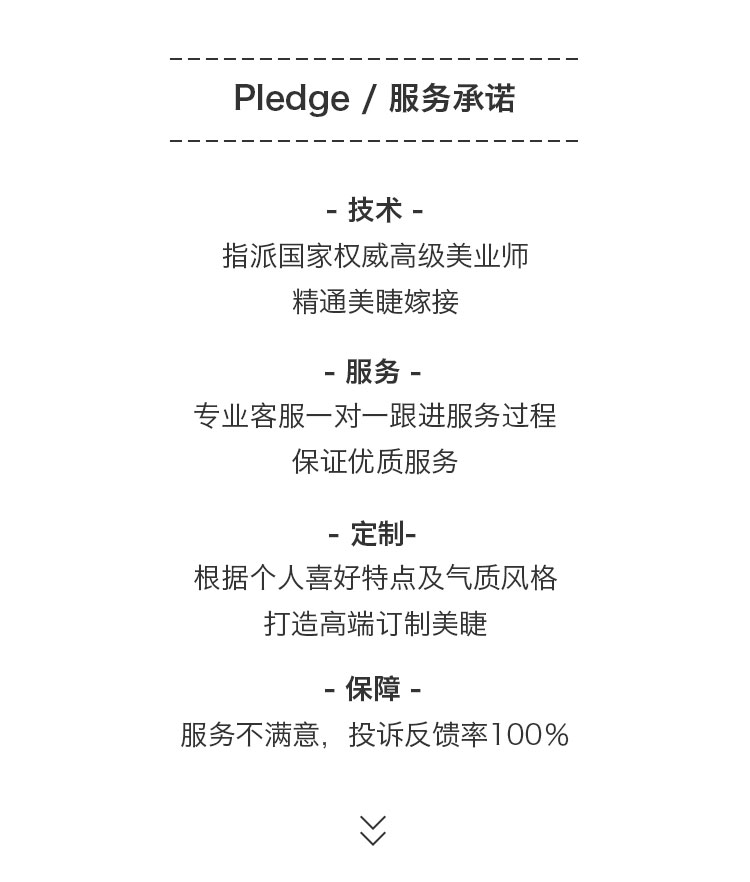 Pledge / 服务承诺
- 技术 -
指派国家权威高级美业师
精通美睫嫁接
- 服务 -
专业客服一对一跟进服务过程
保证优质服务
- 定制-
根据个人喜好特点及气质风格
打造高端订制美睫
- 保障 -
服务不满意，投诉反馈率100%